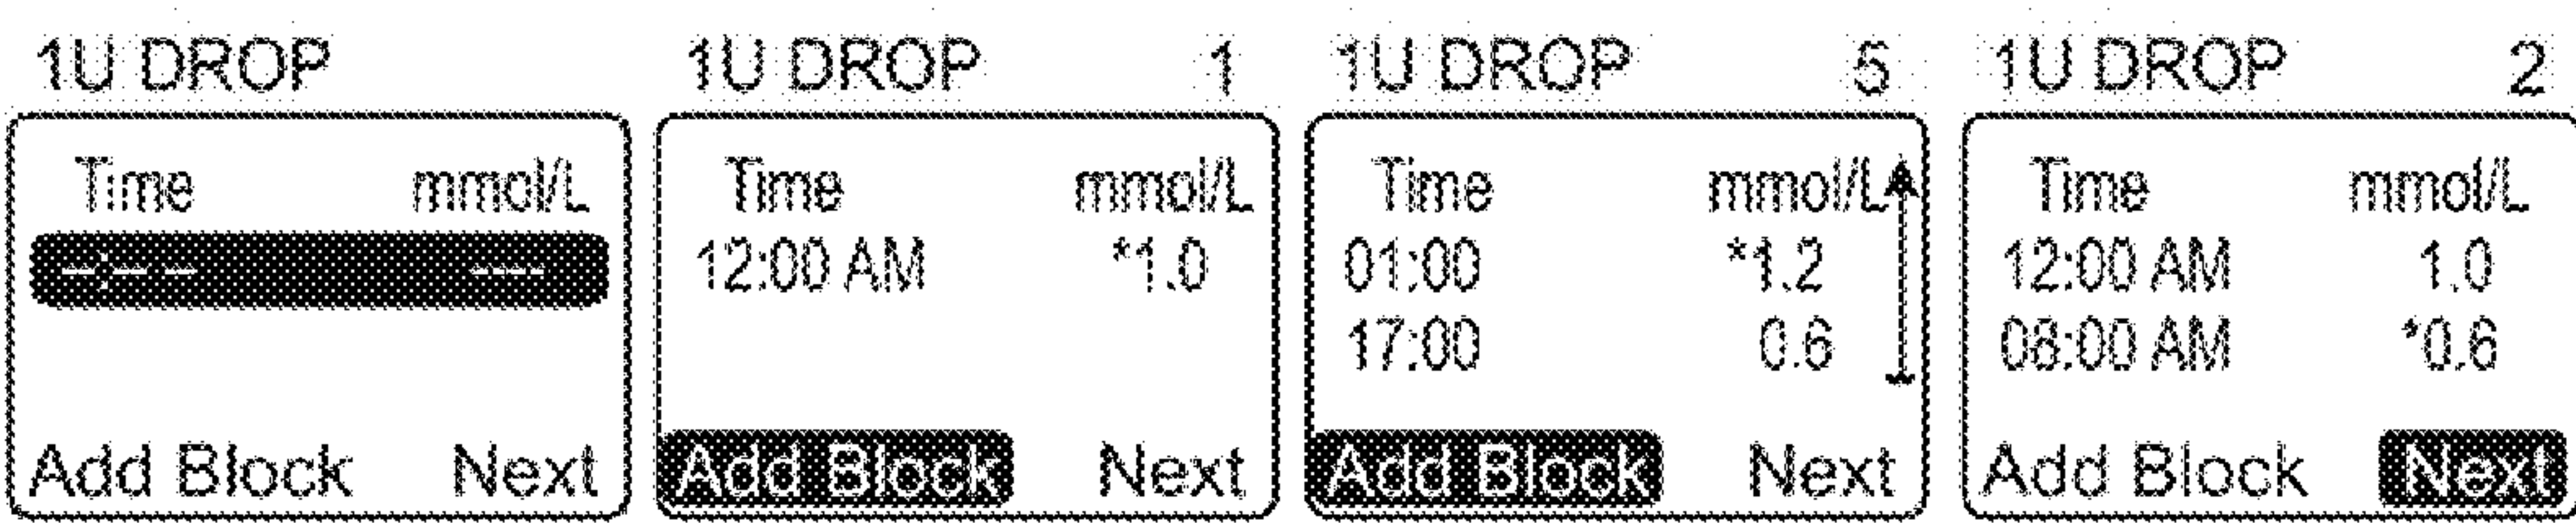 1U DROP
Time mmol/L
--:-- ---
Add Block Next
1U DROP 1
Time mmol/L
12:00 AM *1.0
Add Block Next
1U DROP 5
Time mmol/L
01:00 *1.2
17:00 0.6
Add Block Next
1U DROP 2
Time mmol/L
12:00 AM 1.0
08:00 AM *0.6
Add Block Next